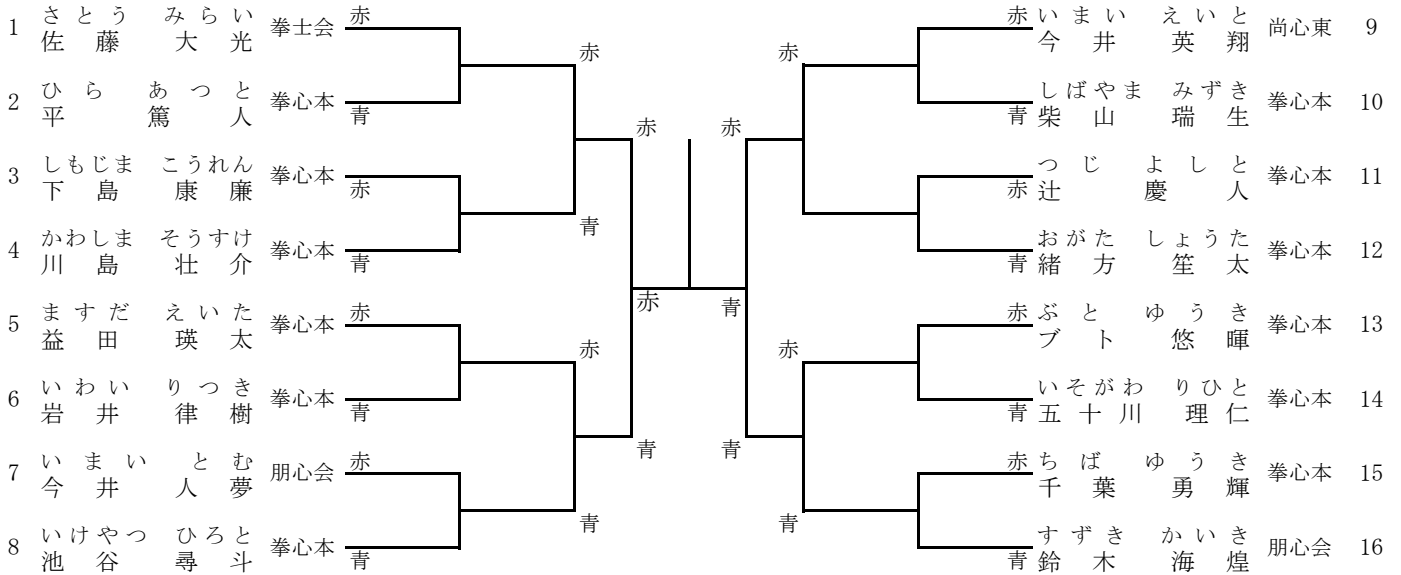 1 さとう みらい 拳士会 赤
佐藤 大光
赤
2 ひら あつと 拳心本
平 篤人 青
赤
3 しもじま こうれん 拳心本
下島 康廉 赤
青
4 かわしま そうすけ 拳心本
川島 壮介 青
赤
5 ますだ えいた 拳心本 赤
益田 瑛太
赤
6 いわい りつき 拳心本
岩井 律樹 青
青
7 いまい とむ 朋心会 赤
今井 人夢
青
8 いけやつ ひろと 拳心本
池谷 尋斗 青
赤 いまい えいと 尚心東 9
今井 英翔
赤
しばやま みずき 拳心本 10
青 柴山 瑞生
赤
つじ よしと 拳心本 11
赤 辻 慶人
おがた しょうた 拳心本 12
青 緒方 笙太
青
赤 ぶと ゆうき 拳心本 13
ブト 悠暉
赤
いそがわ りひと 拳心本 14
青 五十川 理仁
青
赤 ちば ゆうき 拳心本 15
千葉 勇輝
青
すずき かいき 朋心会 16
青 鈴木 海煌